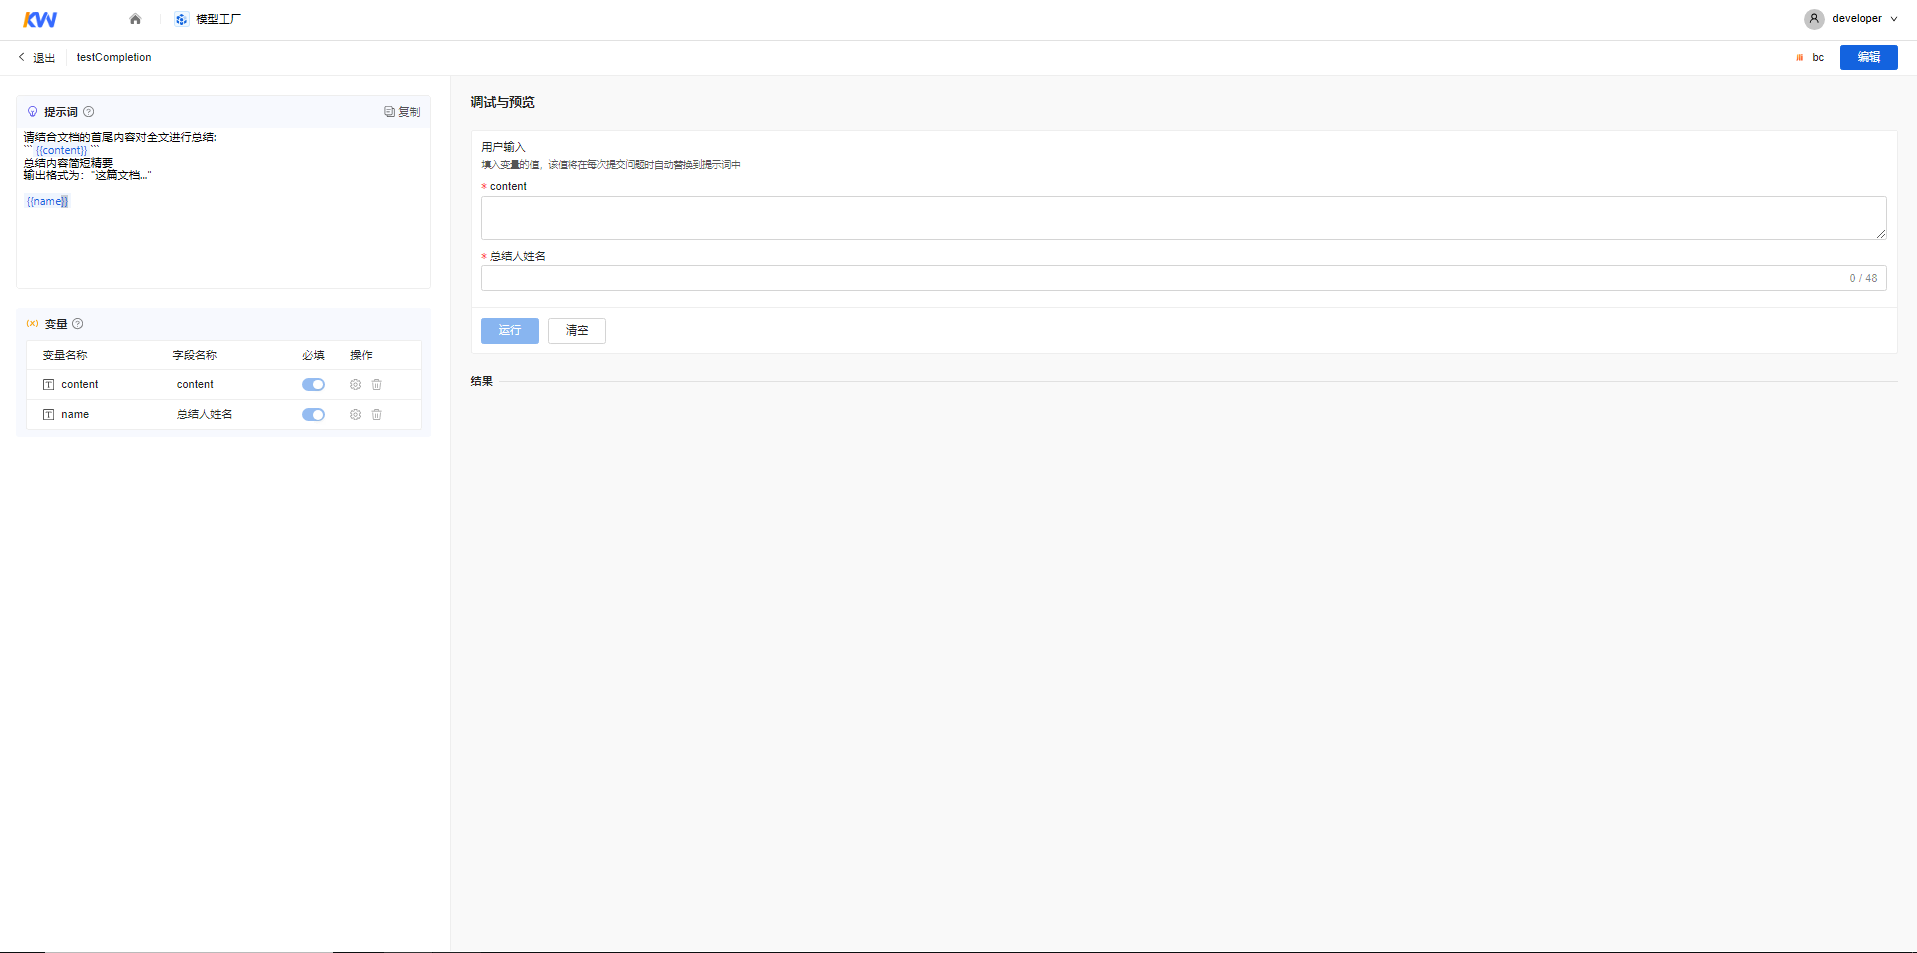 KW
模型工厂
developer
退出
testCompletion
bc
编辑
提示词
复制
请结合文档的首尾内容对全文进行总结:
``` {{content}} ```
总结内容简短精要
输出格式为："这篇文档..."
{{name}}
变量
变量名称 字段名称 必填 操作
content content
name 总结人姓名
调试与预览
用户输入
填入变量的值，该值将在每次提交问题时自动替换到提示词中
* content
* 总结人姓名
0 / 48
运行 清空
结果